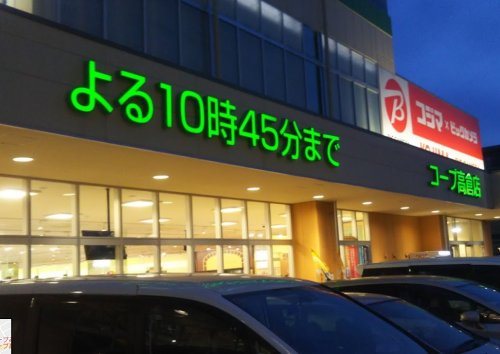 よる10時45分まで
コジマ×ビックカメラ
コープ高倉店